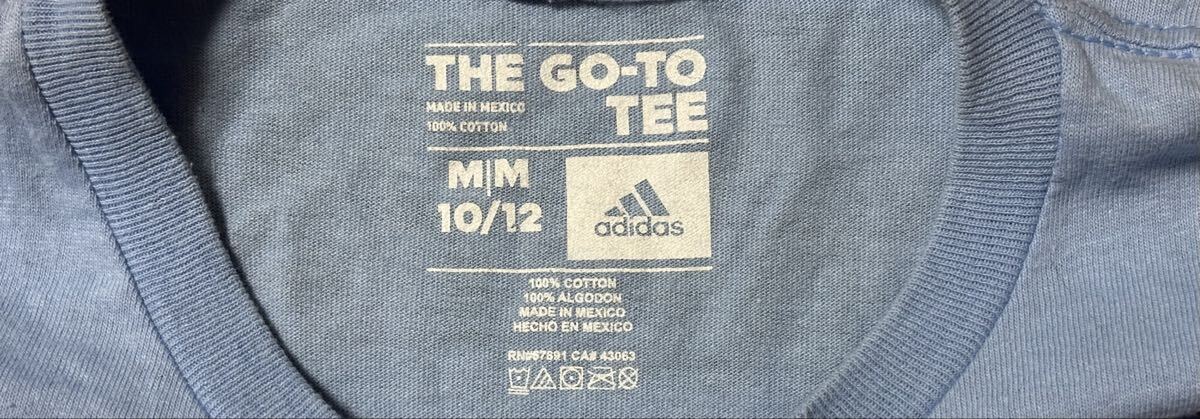 THE GO-TO
TEE
MADE IN MEXICO
100% COTTON
M|M
10/12
adidas
100% COTTON
100% ALGODON
MADE IN MEXICO
HECHO EN MEXICO
RN#67891 CA# 43063